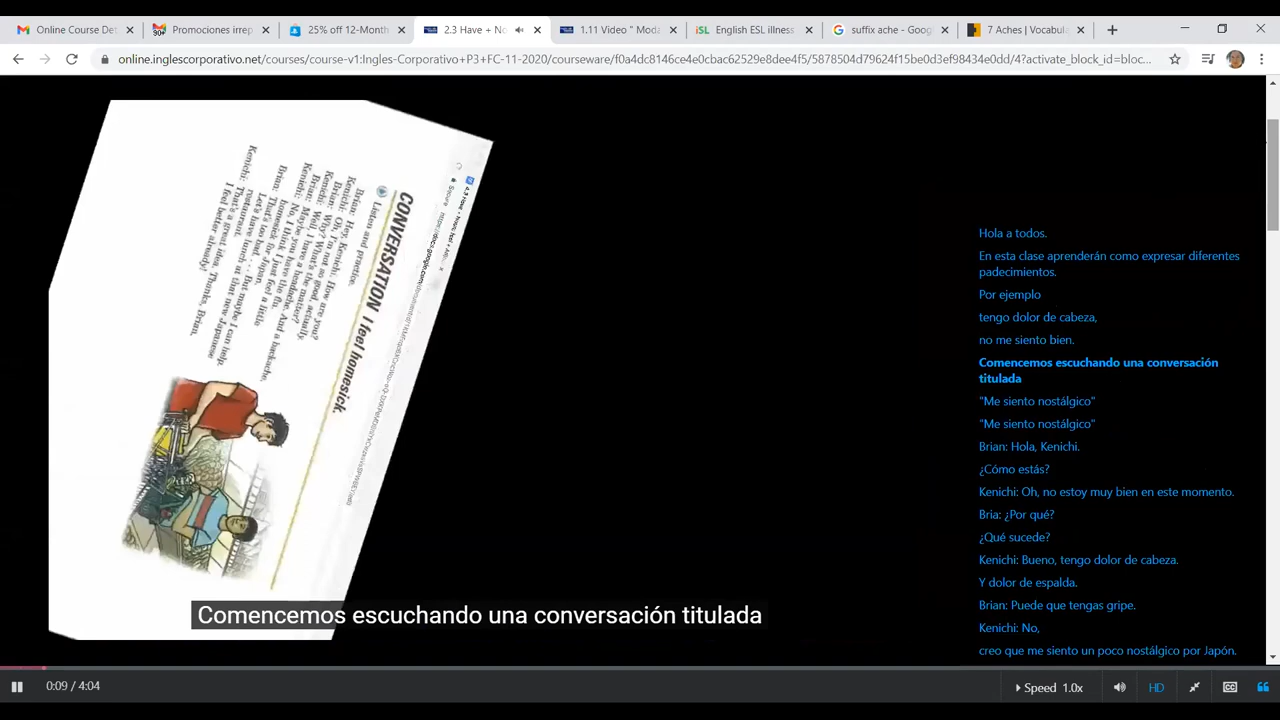 Online Course Det
Promociones irrep
25% off 12-Month
2.3 Have + No
1.11 Video " Moda
English ESL illness
suffix ache - Goog
7 Aches | Vocabula
online.inglescorporativo.net/courses/course-v1:Ingles-Corporativo+P3+FC-11-2020/courseware/f0a4dc8146ce4e0cbac62529e8dee4f5/5878504d79624f15be0d3ef98434e0dd/4?activate_block_id=bloc...
CONVERSATION I feel homesick.
Listen and practice.
Brian: Hey, Kenichi. How are you?
Kenichi: Oh, I'm not so good, actually.
Brian: Why? What's the matter?
Kenichi: Well, I have a headache. And a backache.
Brian: Maybe you have the flu.
Kenichi: No, I think I just feel a little
homesick for Japan.
Brian: That's too bad. . . . But maybe I can help.
Let's have lunch at that new Japanese
restaurant.
Kenichi: That's a great idea. Thanks, Brian.
I feel better already!
Comencemos escuchando una conversación titulada
Hola a todos.
En esta clase aprenderán como expresar diferentes
padecimientos.
Por ejemplo
tengo dolor de cabeza,
no me siento bien.
Comencemos escuchando una conversación
titulada
"Me siento nostálgico"
"Me siento nostálgico"
Brian: Hola, Kenichi.
¿Cómo estás?
Kenichi: Oh, no estoy muy bien en este momento.
Bria: ¿Por qué?
¿Qué sucede?
Kenichi: Bueno, tengo dolor de cabeza.
Y dolor de espalda.
Brian: Puede que tengas gripe.
Kenichi: No,
creo que me siento un poco nostálgico por Japón.
0:09 / 4:04
Speed 1.0x
HD
CC